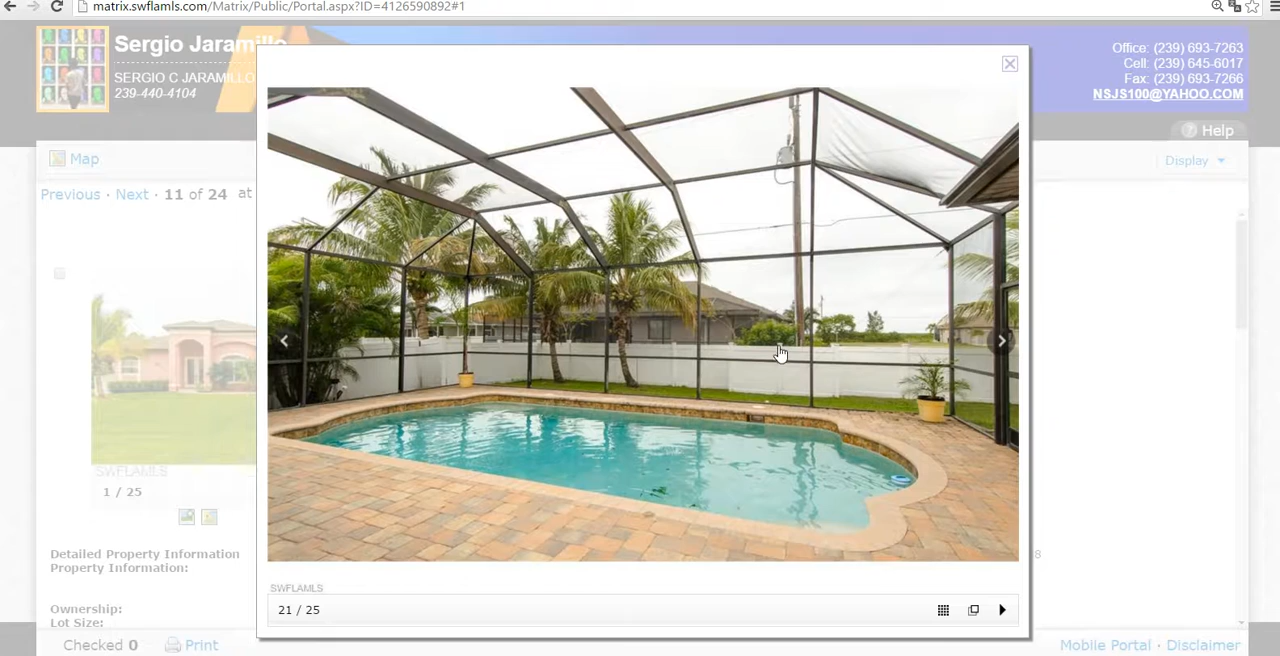 matrix.swflamls.com/Matrix/Public/Portal.aspx?ID=4126590892#1
Sergio Jaramillo
SERGIO C JARAMILLO
239-440-4104
Office: (239) 693-7263
Cell: (239) 645-6017
Fax: (239) 693-7266
NSJS100@YAHOO.COM
Help
Map
Display
Previous · Next · 11 of 24 at
SWFLAMLS
1 / 25
Detailed Property Information
Property Information:
8
Ownership:
Lot Size:
SWFLAMLS
21 / 25
Checked 0
Print
Mobile Portal · Disclaimer